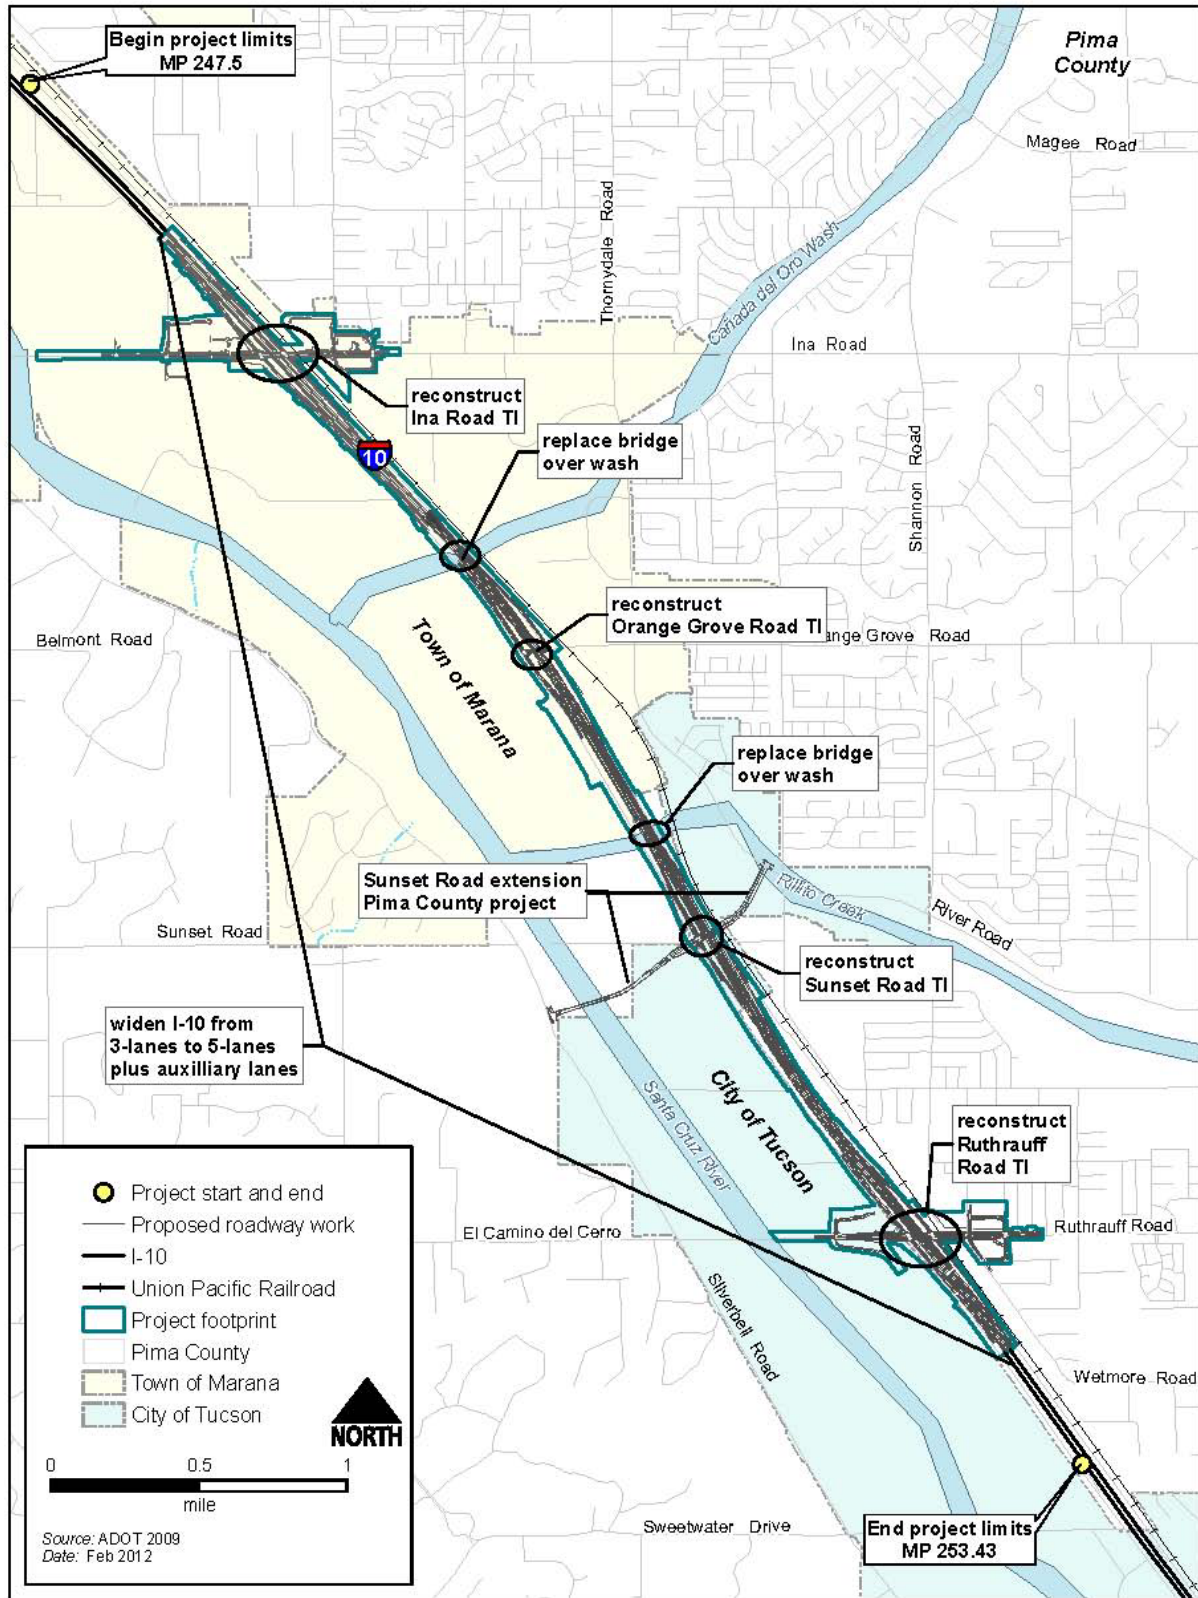 Begin project limits
MP 247.5
Pima
County
Magee Road
Thornydale Road
Cañada del Oro Wash
Ina Road
reconstruct
Ina Road TI
replace bridge
over wash
10
Shannon Road
reconstruct
Orange Grove Road TI
ange Grove Road
Belmont Road
Town of Marana
replace bridge
over wash
Sunset Road extension
Pima County project
Rillito Creek
River Road
Sunset Road
reconstruct
Sunset Road TI
widen I-10 from
3-lanes to 5-lanes
plus auxilliary lanes
City of Tucson
Santa Cruz River
reconstruct
Ruthrauff
Road TI
El Camino del Cerro
Ruthrauff Road
Silverbell Road
Wetmore Road
Project start and end
Proposed roadway work
I-10
Union Pacific Railroad
Project footprint
Pima County
Town of Marana
City of Tucson
NORTH
0 0.5 1
mile
Source: ADOT 2009
Date: Feb 2012
Sweetwater Drive
End project limits
MP 253.43